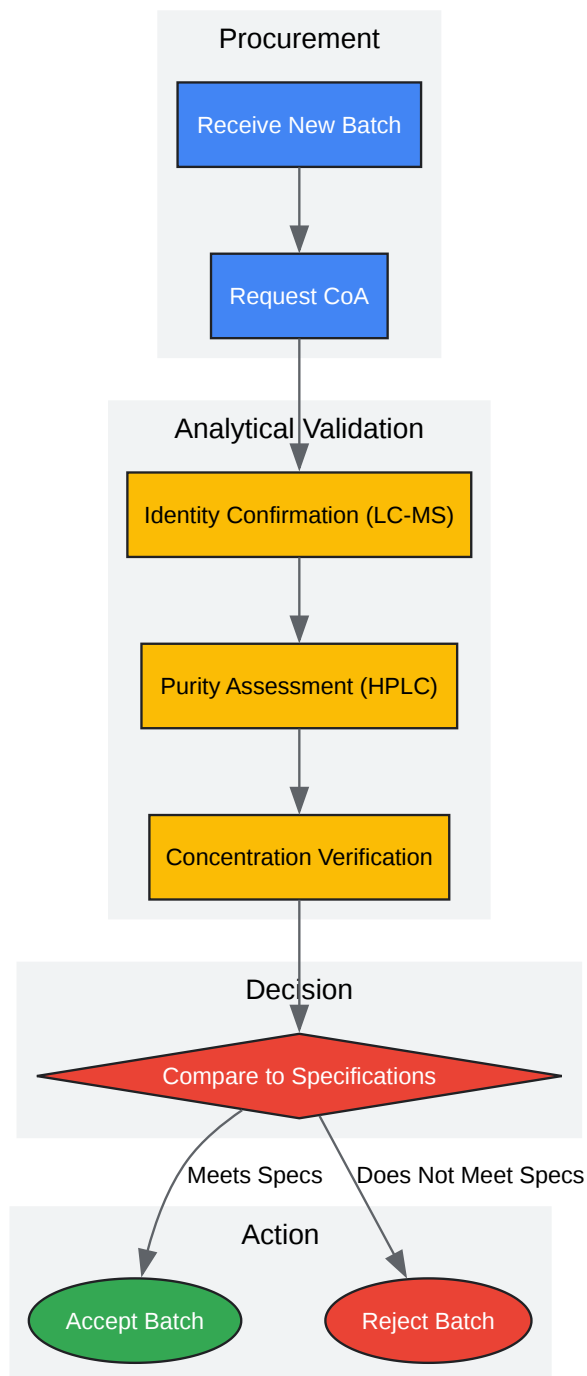 Procurement
Receive New Batch
Request CoA
Analytical Validation
Identity Confirmation (LC-MS)
Purity Assessment (HPLC)
Concentration Verification
Decision
Compare to Specifications
Meets Specs
Does Not Meet Specs
Action
Accept Batch
Reject Batch